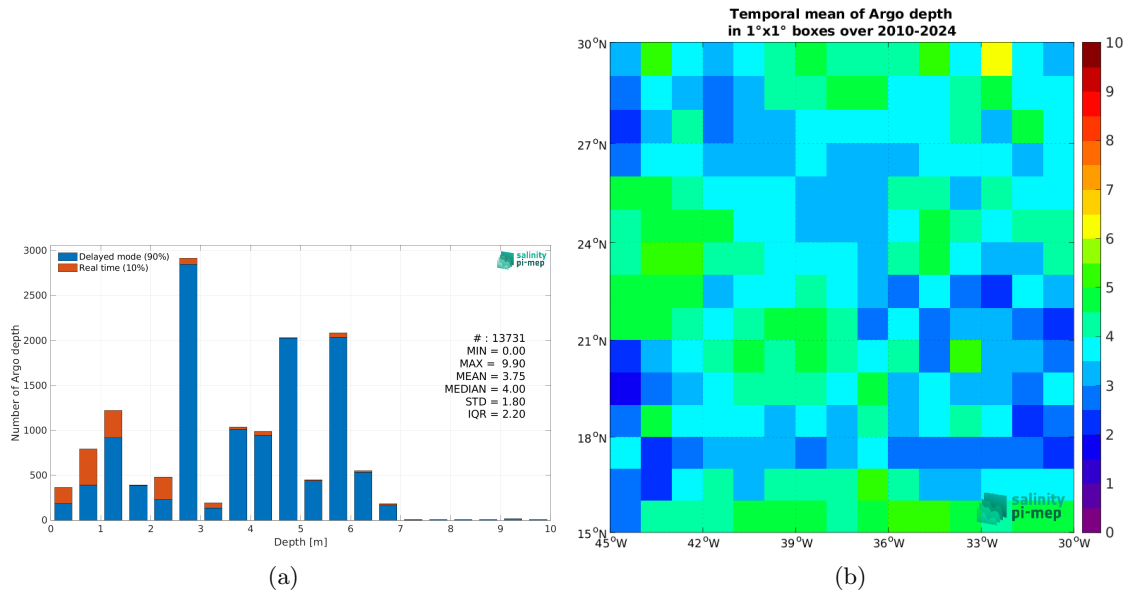 3000
2500
2000
1500
1000
500
0
Number of Argo depth
Delayed mode (90%)
Real time (10%)
salinity
pi-mep
# : 13731
MIN = 0.00
MAX = 9.90
MEAN = 3.75
MEDIAN = 4.00
STD = 1.80
IQR = 2.20
0 1 2 3 4 5 6 7 8 9 10
Depth [m]
(a)
Temporal mean of Argo depth
in 1°x1° boxes over 2010-2024
30°N
27°N
24°N
21°N
18°N
15°N
45°W 42°W 39°W 36°W 33°W 30°W
salinity
pi-mep
10
9
8
7
6
5
4
3
2
1
0
(b)